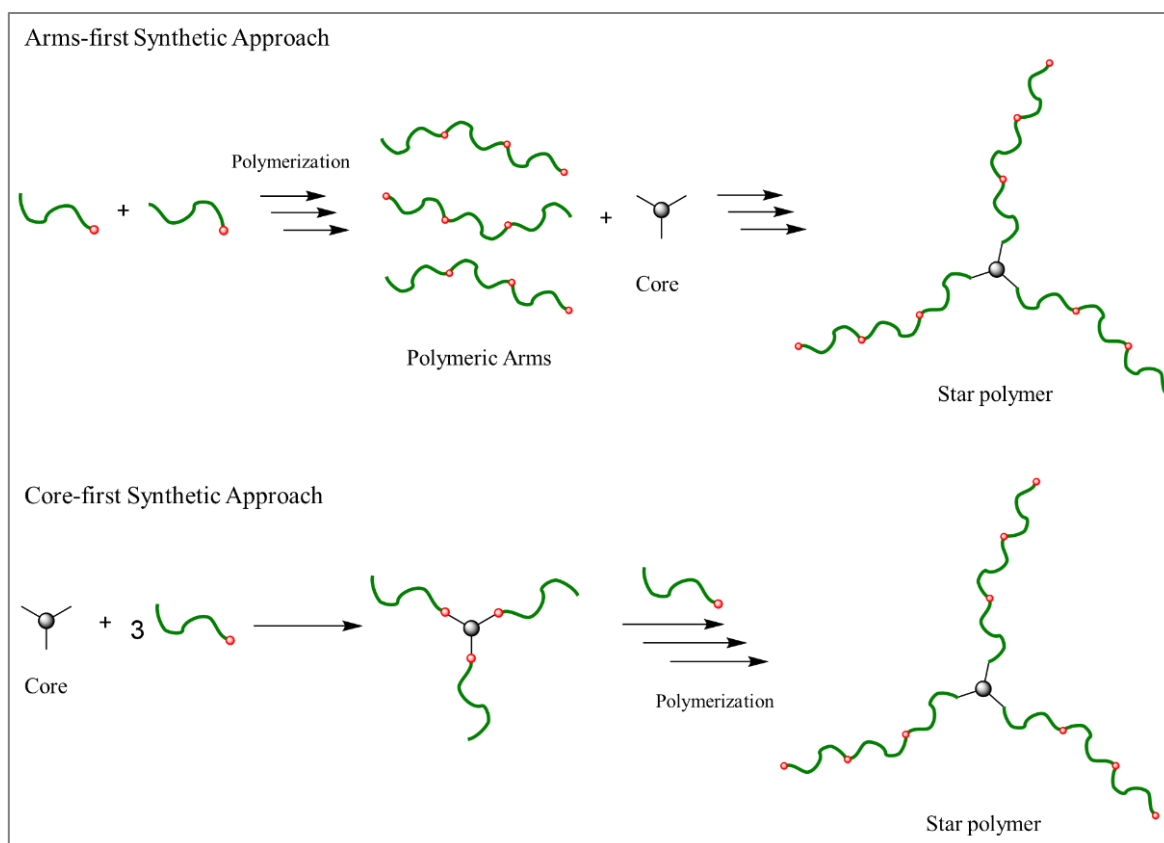 Arms-first Synthetic Approach
Polymerization
+
+
Core
Polymeric Arms
Star polymer
Core-first Synthetic Approach
+ 3
Core
Polymerization
Star polymer